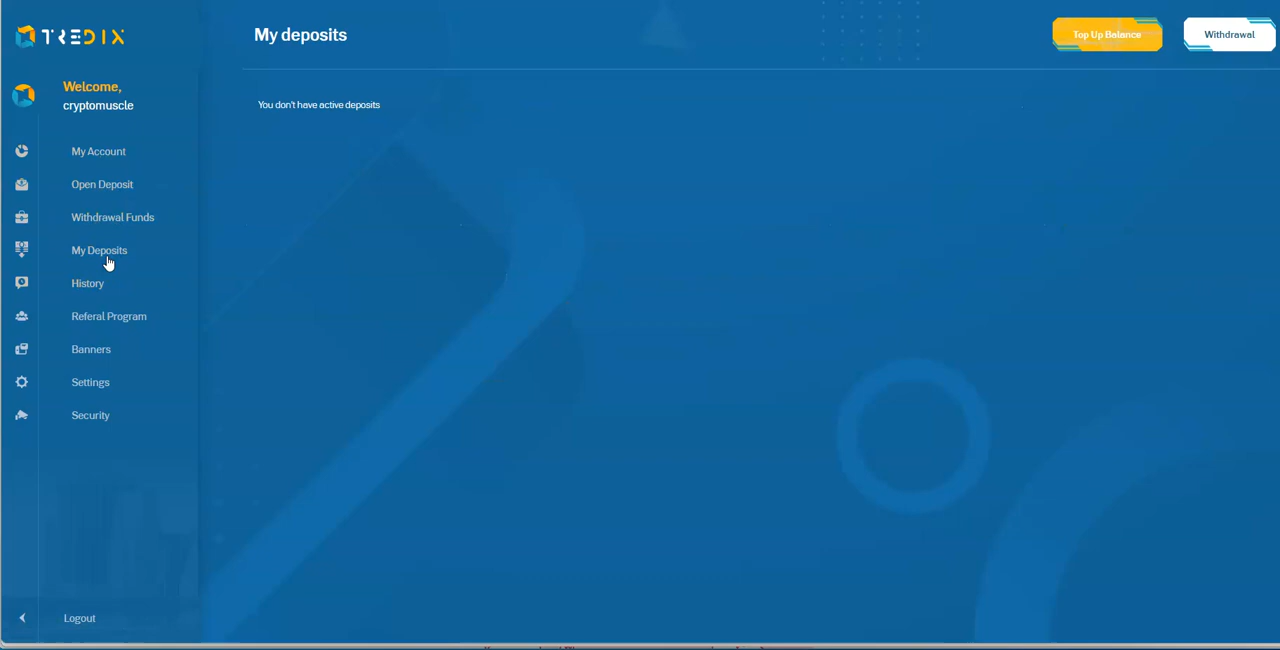 TREDIX
My deposits
Top Up Balance
Withdrawal
Welcome,
cryptomuscle
You don't have active deposits
My Account
Open Deposit
Withdrawal Funds
My Deposits
History
Referal Program
Banners
Settings
Security
Logout